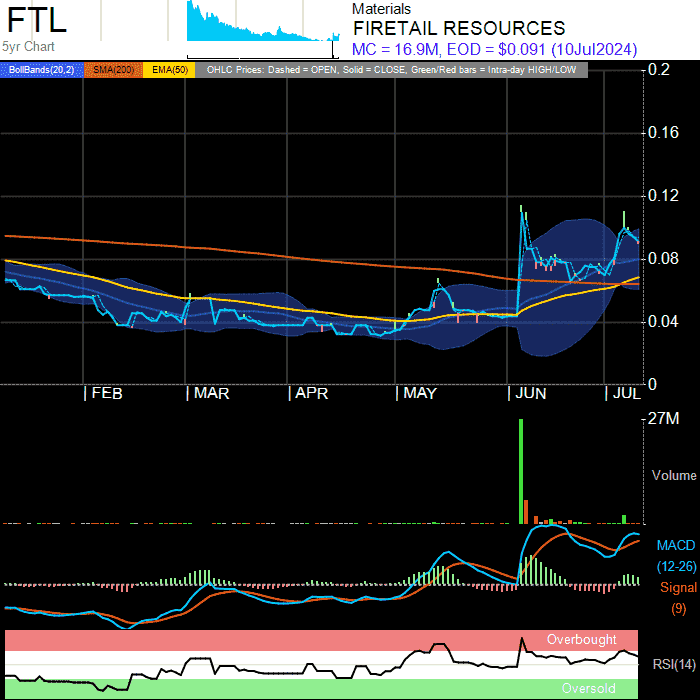 FTL
5yr Chart
Materials
FIRETAIL RESOURCES
MC = 16.9M, EOD = $0.091 (10Jul2024)
BollBands(20,2) SMA(200) EMA(50) OHLC Prices: Dashed = OPEN, Solid = CLOSE, Green/Red bars = Intra-day HIGH/LOW
0.2
0.16
0.12
0.08
0.04
0
FEB MAR APR MAY JUN JUL
27M
Volume
MACD
(12-26)
Signal
(9)
Overbought
RSI(14)
Oversold